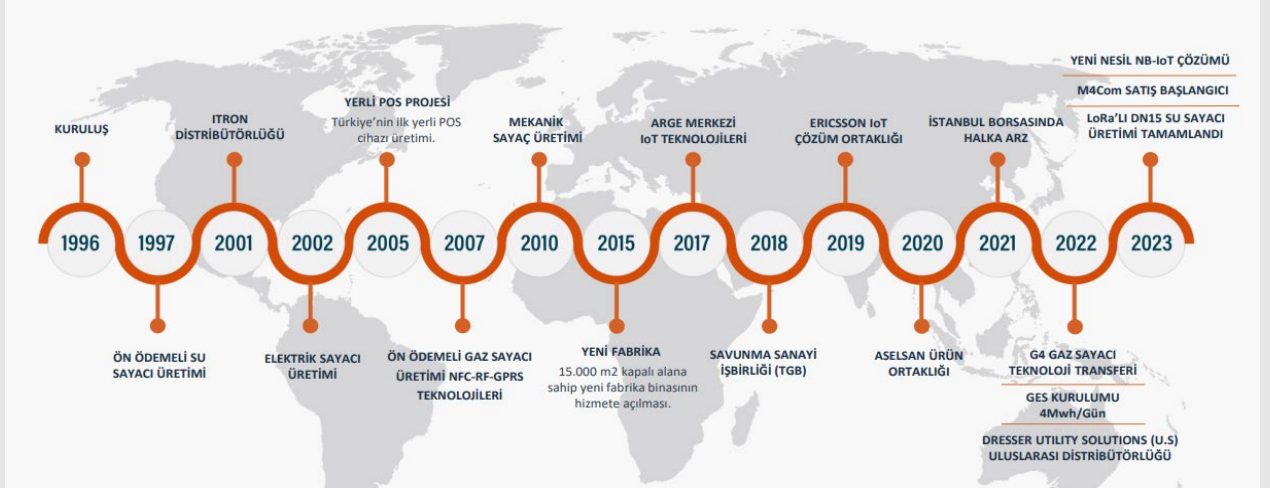 KURULUŞ
1996
1997
ÖN ÖDEMELİ SU
SAYACI ÜRETİMİ
ITRON
DİSTRİBÜTÖRLÜĞÜ
2001
2002
ELEKTRİK SAYACI
ÜRETİMİ
YERLİ POS PROJESİ
Türkiye'nin ilk yerli POS
cihazı üretimi.
2005
2007
ÖN ÖDEMELİ GAZ SAYACI
ÜRETİMİ NFC-RF-GPRS
TEKNOLOJİLERİ
MEKANİK
SAYAÇ ÜRETİMİ
2010
2015
YENİ FABRİKA
15.000 m2 kapalı alana
sahip yeni fabrika binasının
hizmete açılması.
ARGE MERKEZİ
IoT TEKNOLOJİLERİ
2017
2018
SAVUNMA SANAYİ
İŞBİRLİĞİ (TGB)
ERICSSON IoT
ÇÖZÜM ORTAKLIĞI
2019
2020
ASELSAN ÜRÜN
ORTAKLIĞI
İSTANBUL BORSASINDA
HALKA ARZ
2021
2022
G4 GAZ SAYACI
TEKNOLOJİ TRANSFERİ
GES KURULUMU
4Mwh/Gün
DRESSER UTILITY SOLUTIONS (U.S)
ULUSLARASI DİSTRİBÜTÖRLÜĞÜ
YENİ NESİL NB-IoT ÇÖZÜMÜ
M4Com SATIŞ BAŞLANGICI
LoRa'LI DN15 SU SAYACI
ÜRETİMİ TAMAMLANDI
2023